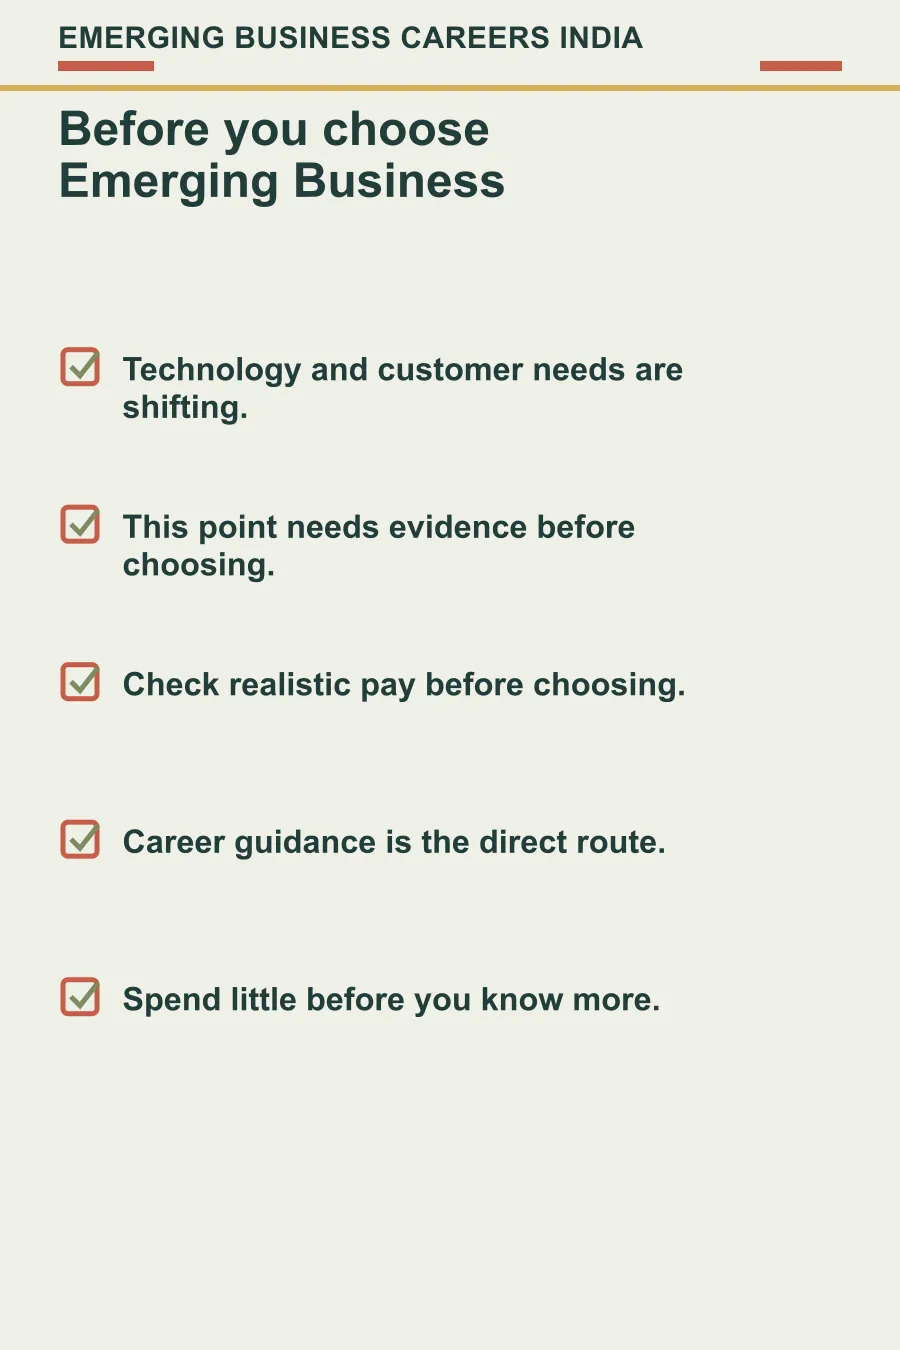 EMERGING BUSINESS CAREERS INDIA
Before you choose
Emerging Business
Technology and customer needs are
shifting.
This point needs evidence before
choosing.
Check realistic pay before choosing.
Career guidance is the direct route.
Spend little before you know more.